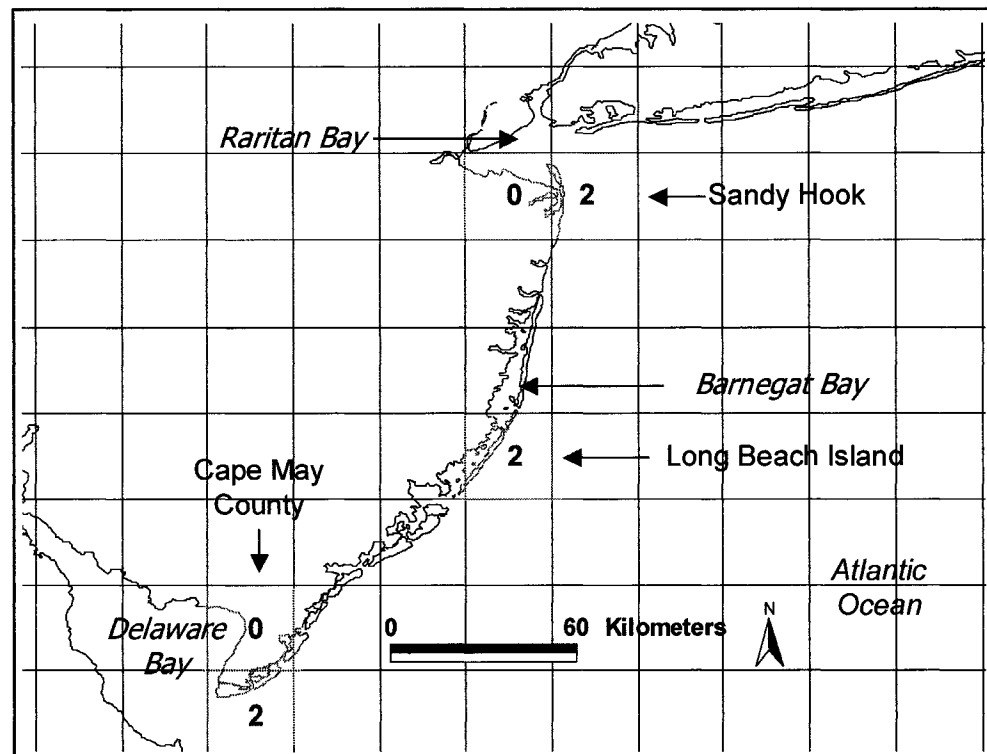 Raritan Bay
0 2
Sandy Hook
Barnegat Bay
2
Long Beach Island
Cape May
County
Atlantic
Ocean
Delaware
Bay
0
0 60 Kilometers
N
2